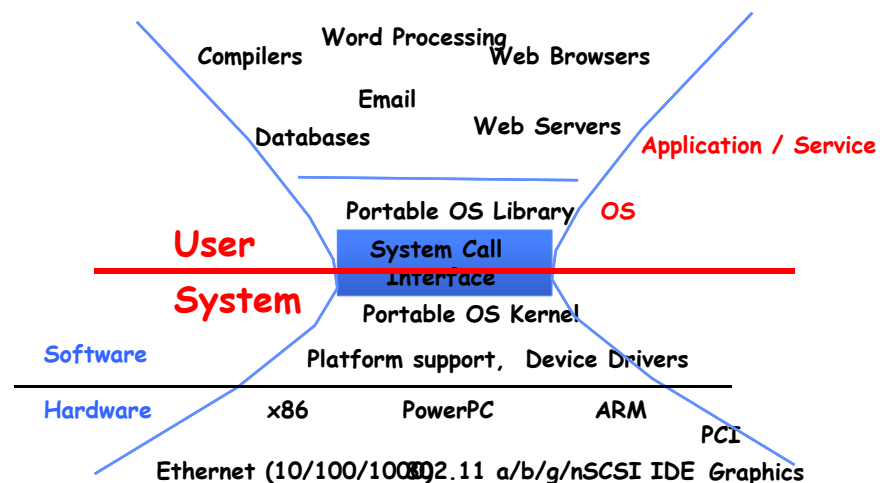 Word Processing
Compilers
Web Browsers
Email
Databases
Web Servers
Application / Service
Portable OS Library
OS
User
System Call
Interface
System
Portable OS Kernel
Software
Platform support, Device Drivers
Hardware
x86
PowerPC
ARM
PCI
Ethernet (10/100/1000)
802.11 a/b/g/n
SCSI
IDE
Graphics